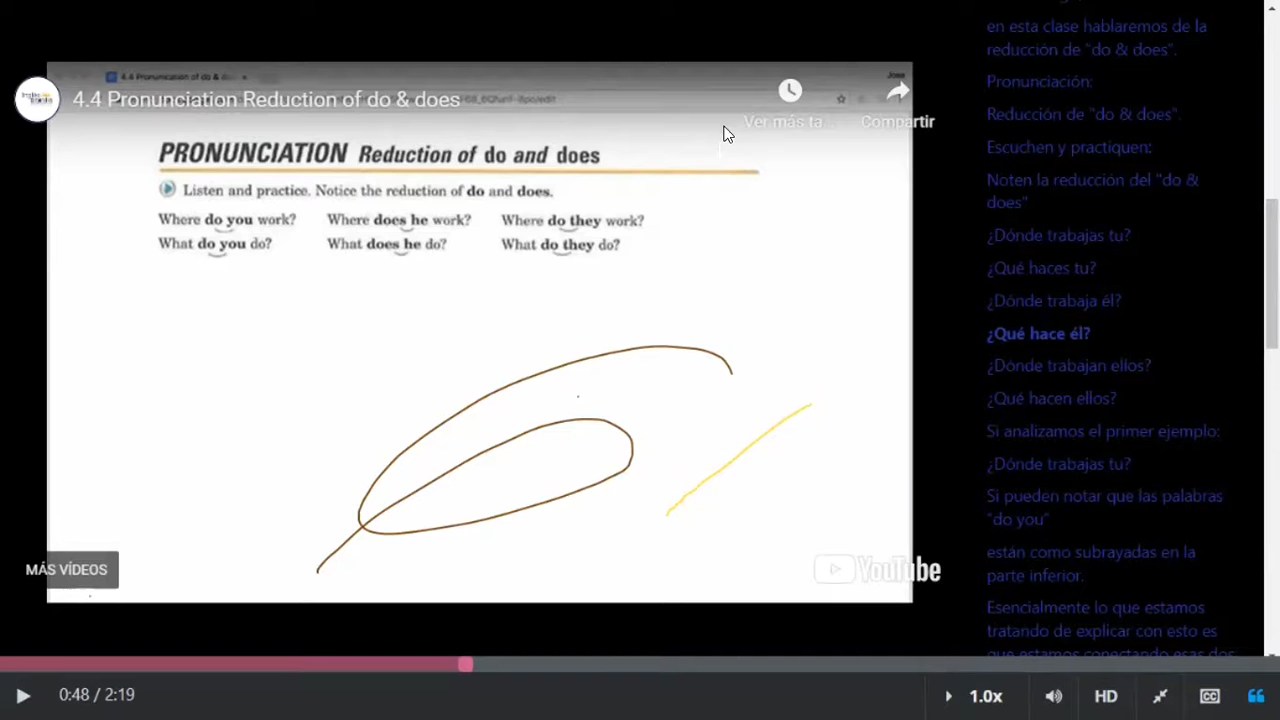 4.4 Pronunciation Reduction of do & does
Ver más ta...
Compartir
PRONUNCIATION Reduction of do and does
Listen and practice. Notice the reduction of do and does.
Where do you work? Where does he work? Where do they work?
What do you do? What does he do? What do they do?
MÁS VÍDEOS
YouTube
0:48 / 2:19
1.0x
HD
CC
en esta clase hablaremos de la
reducción de "do & does".
Pronunciación:
Reducción de "do & does".
Escuchen y practiquen:
Noten la reducción del "do &
does"
¿Dónde trabajas tu?
¿Qué haces tu?
¿Dónde trabaja él?
¿Qué hace él?
¿Dónde trabajan ellos?
¿Qué hacen ellos?
Si analizamos el primer ejemplo:
¿Dónde trabajas tu?
Si pueden notar que las palabras
"do you"
están como subrayadas en la
parte inferior.
Esencialmente lo que estamos
tratando de explicar con esto es
que estamos conectando esas dos